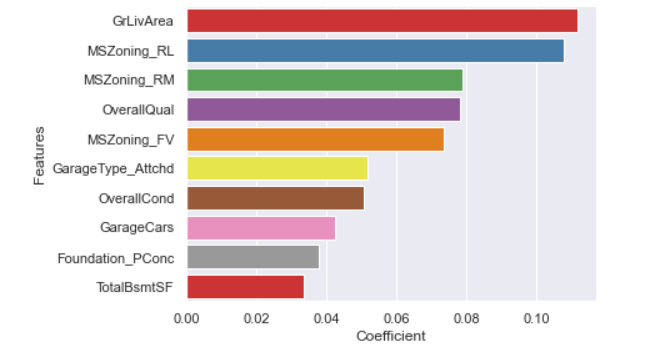 GrLivArea
MSZoning_RL
MSZoning_RM
OverallQual
MSZoning_FV
GarageType_Attchd
OverallCond
GarageCars
Foundation_PConc
TotalBsmtSF
Features
0.00 0.02 0.04 0.06 0.08 0.10
Coefficient